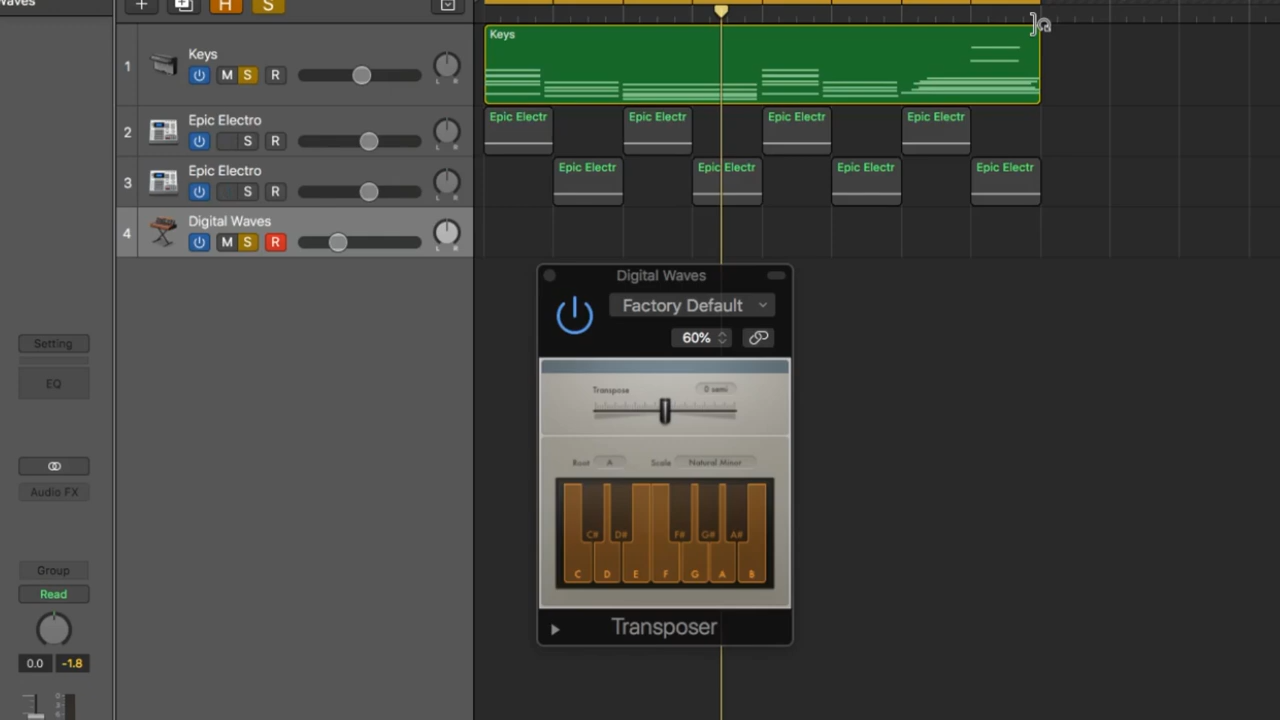 Waves
H S
Keys
1 Keys
M S R
L R
Epic Electr Epic Electr Epic Electr Epic Electr
2 Epic Electro
S R
L R
Epic Electr Epic Electr Epic Electr Epic Electr
3 Epic Electro
S R
L R
4 Digital Waves
M S R
L R
Digital Waves
Factory Default
60%
Setting
EQ
Transpose 0 semi
Root A Scale Natural Minor
Audio FX
C# D# F# G# A#
C D E F G A B
Group
Read
Transposer
0.0 -1.8
0
3